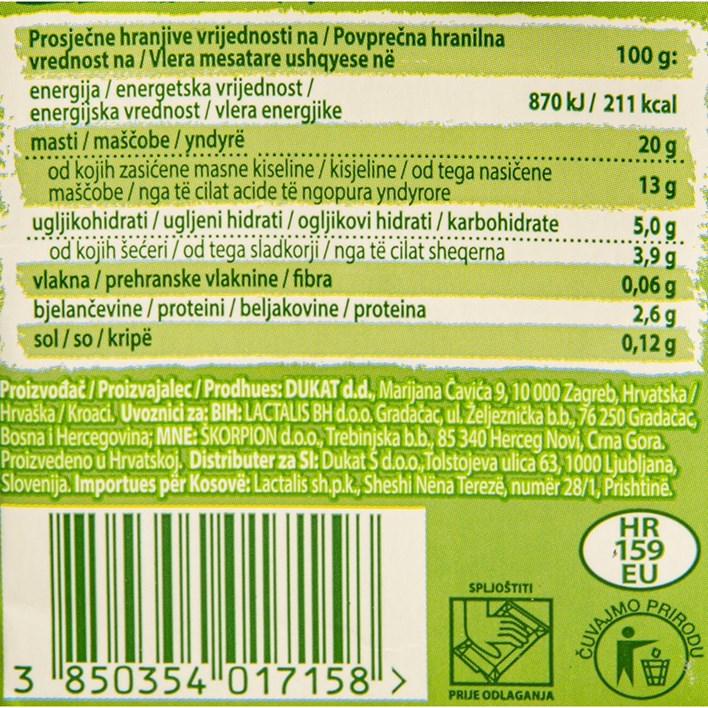 Prosječne hranjive vrijednosti na / Povprečna hranilna
vrednost na / Vlera mesatare ushqyese në
100 g:
energija / energetska vrijednost /
energijska vrednost / vlera energjike
870 kJ / 211 kcal
masti / maščobe / yndyrë
20 g
od kojih zasićene masne kiseline / kisjeline / od tega nasičene
maščobe / nga të cilat acide të ngopura yndyrore
13 g
ugljikohidrati / ugljeni hidrati / ogljikovi hidrati / karbohidrate
5,0 g
od kojih šećeri / od tega sladkorji / nga të cilat sheqerna
3,9 g
vlakna / prehranske vlaknine / fibra
0,06 g
bjelančevine / proteini / beljakovine / proteina
2,6 g
sol / so / kripë
0,12 g
Proizvođač / Proizvajalec / Prodhues: DUKAT d.d., Marijana Čavića 9, 10 000 Zagreb, Hrvatska /
Hrvaška / Kroaci. Uvoznici za: BIH: LACTALIS BH d.o.o. Gradačac, ul. Željeznička b.b., 76 250 Gradačac,
Bosna i Hercegovina; MNE: ŠKORPION d.o.o., Trebinjska b.b., 85 340 Herceg Novi, Crna Gora.
Proizvedeno u Hrvatskoj. Distributer za SI: Dukat S d.o.o., Tolstojeva ulica 63, 1000 Ljubljana,
Slovenija. Importues për Kosovë: Lactalis sh.p.k., Sheshi Nëna Terezë, numër 28/1, Prishtinë.
HR
159
EU
SPLJOŠTITI
PRIJE ODLAGANJA
ČUVAJMO PRIRODU
3 850354 017158 >